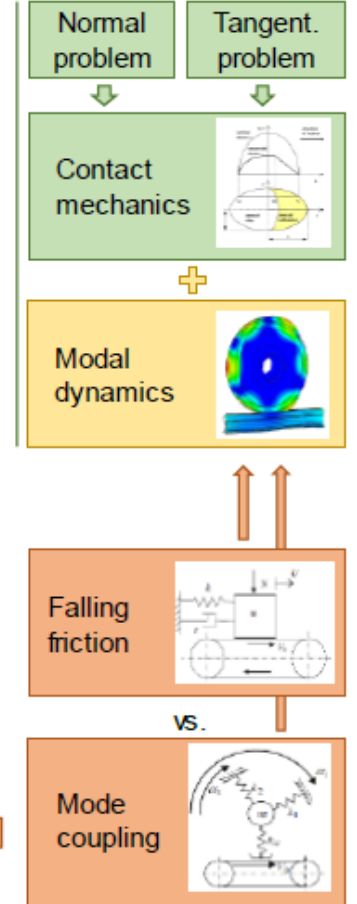 Normal
problem
Tangent.
problem
Contact
mechanics
Modal
dynamics
Falling
friction
vs.
Mode
coupling